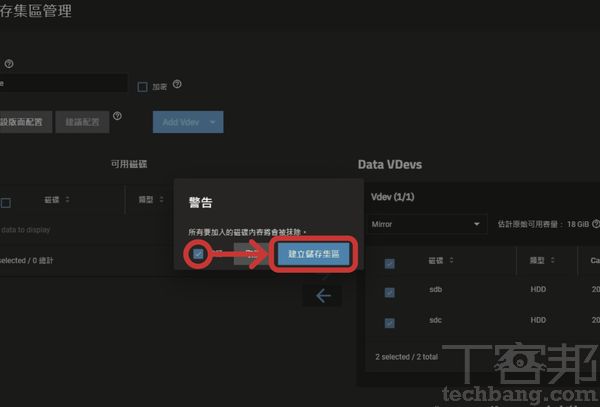 存集區管理
e
加密
設版面配置
建議配置
Add Vdev
可用磁碟
磁碟
類型
data to display
selected / 0 總計
警告
所有要加入的磁碟內容將會被抹除。
建立儲存集區
Data VDevs
Vdev (1/1)
Mirror
估計原始可用容量： 18 GiB
磁碟
類型
Ca
sdb
HDD
20
sdc
HDD
20
2 selected / 2 total
T客邦
techbang.com